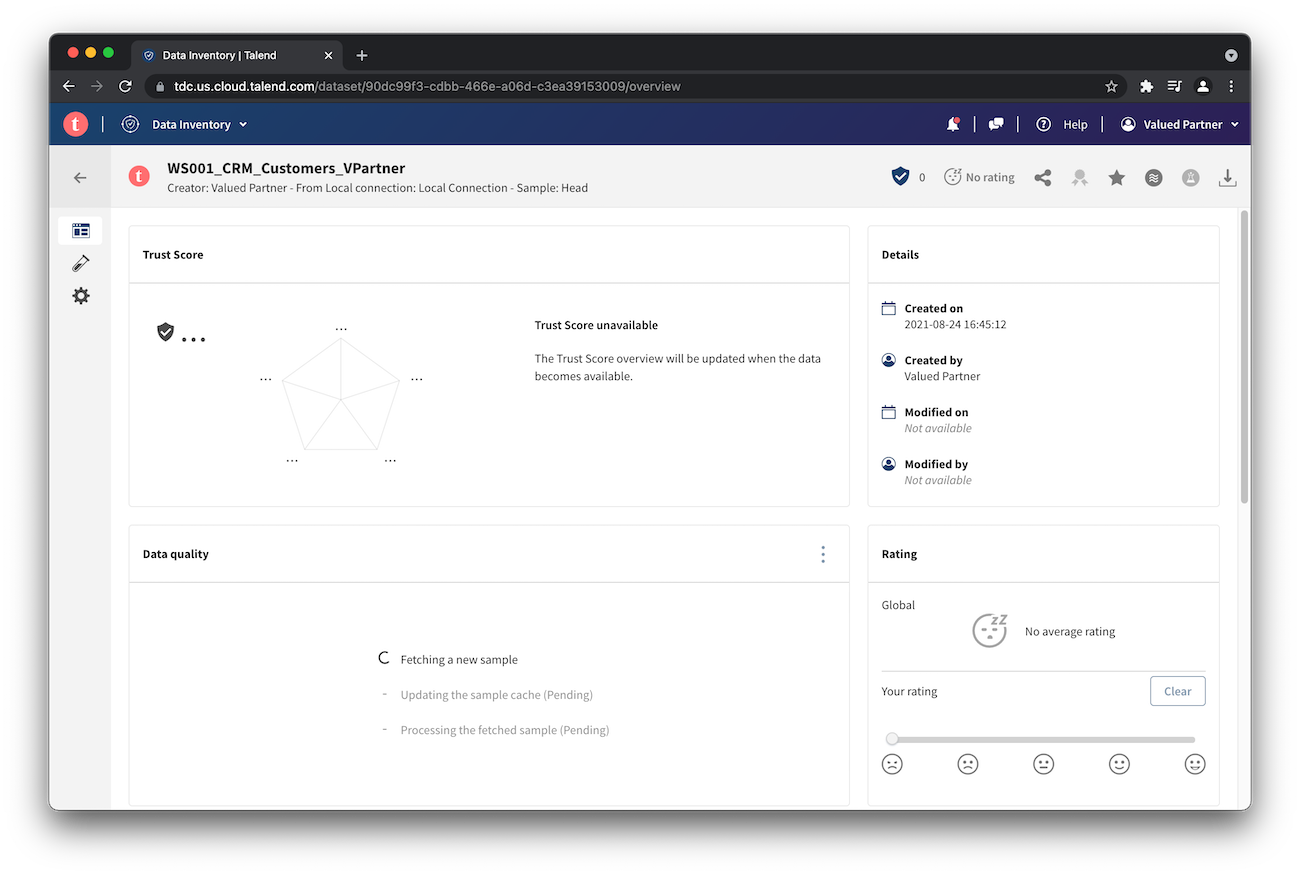 Data Inventory | Talend
tdc.us.cloud.talend.com/dataset/90dc99f3-cdbb-466e-a06d-c3ea39153009/overview
t
Data Inventory
Help
Valued Partner
t
WS001_CRM_Customers_VPartner
Creator: Valued Partner - From Local connection: Local Connection - Sample: Head
0
No rating
Trust Score
...
...
...
...
...
...
Trust Score unavailable
The Trust Score overview will be updated when the data
becomes available.
Details
Created on
2021-08-24 16:45:12
Created by
Valued Partner
Modified on
Not available
Modified by
Not available
Data quality
Fetching a new sample
- Updating the sample cache (Pending)
- Processing the fetched sample (Pending)
Rating
Global
zZ
No average rating
Your rating
Clear